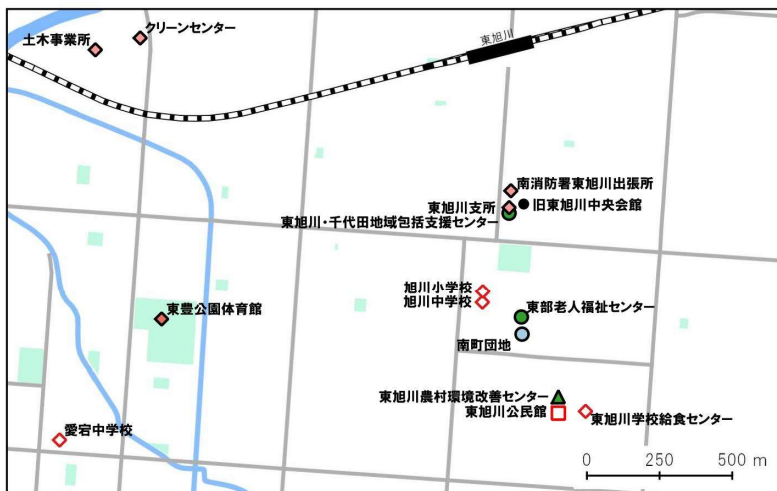 東旭川
クリーンセンター
土木事業所
南消防署東旭川出張所
東旭川支所
旧東旭川中央会館
東旭川・千代田地域包括支援センター
旭川小学校
旭川中学校
東豊公園体育館
東部老人福祉センター
南町団地
東旭川農村環境改善センター
東旭川公民館
東旭川学校給食センター
愛宕中学校
0 250 500 m